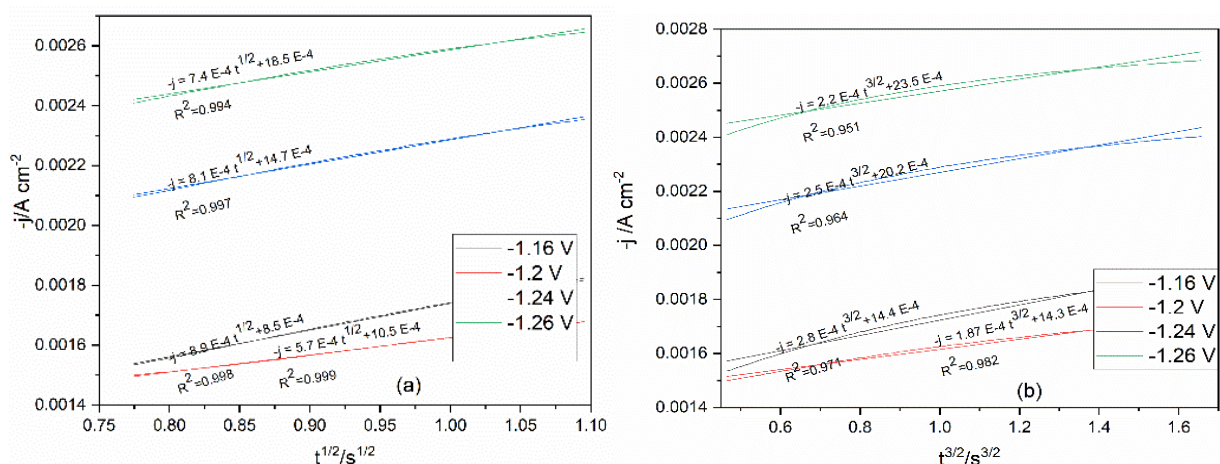 0.0026
0.0024
0.0022
0.0020
0.0018
0.0016
0.0014
-j/A cm-2
-j = 7.4 E-4 t1/2+18.5 E-4
R2=0.994
-j = 8.1 E-4 t1/2+14.7 E-4
R2=0.997
-j = 8.9 E-4 t1/2+8.5 E-4
R2=0.998
-j = 5.7 E-4 t1/2+10.5 E-4
R2=0.999
-1.16 V
-1.2 V
-1.24 V
-1.26 V
(a)
0.75 0.80 0.85 0.90 0.95 1.00 1.05 1.10
t1/2/s1/2
(b)
0.0028
0.0026
0.0024
0.0022
0.0020
0.0018
0.0016
0.0014
-j /A cm-2
-j = 2.2 E-4 t3/2+23.5 E-4
R2=0.951
-j = 2.5 E-4 t3/2+20.2 E-4
R2=0.964
-j = 2.8 E-4 t3/2+14.4 E-4
R2=0.971
-j = 1.87 E-4 t3/2+14.3 E-4
R2=0.982
-1.16 V
-1.2 V
-1.24 V
-1.26 V
(b)
0.6 0.8 1.0 1.2 1.4 1.6
t3/2/s3/2